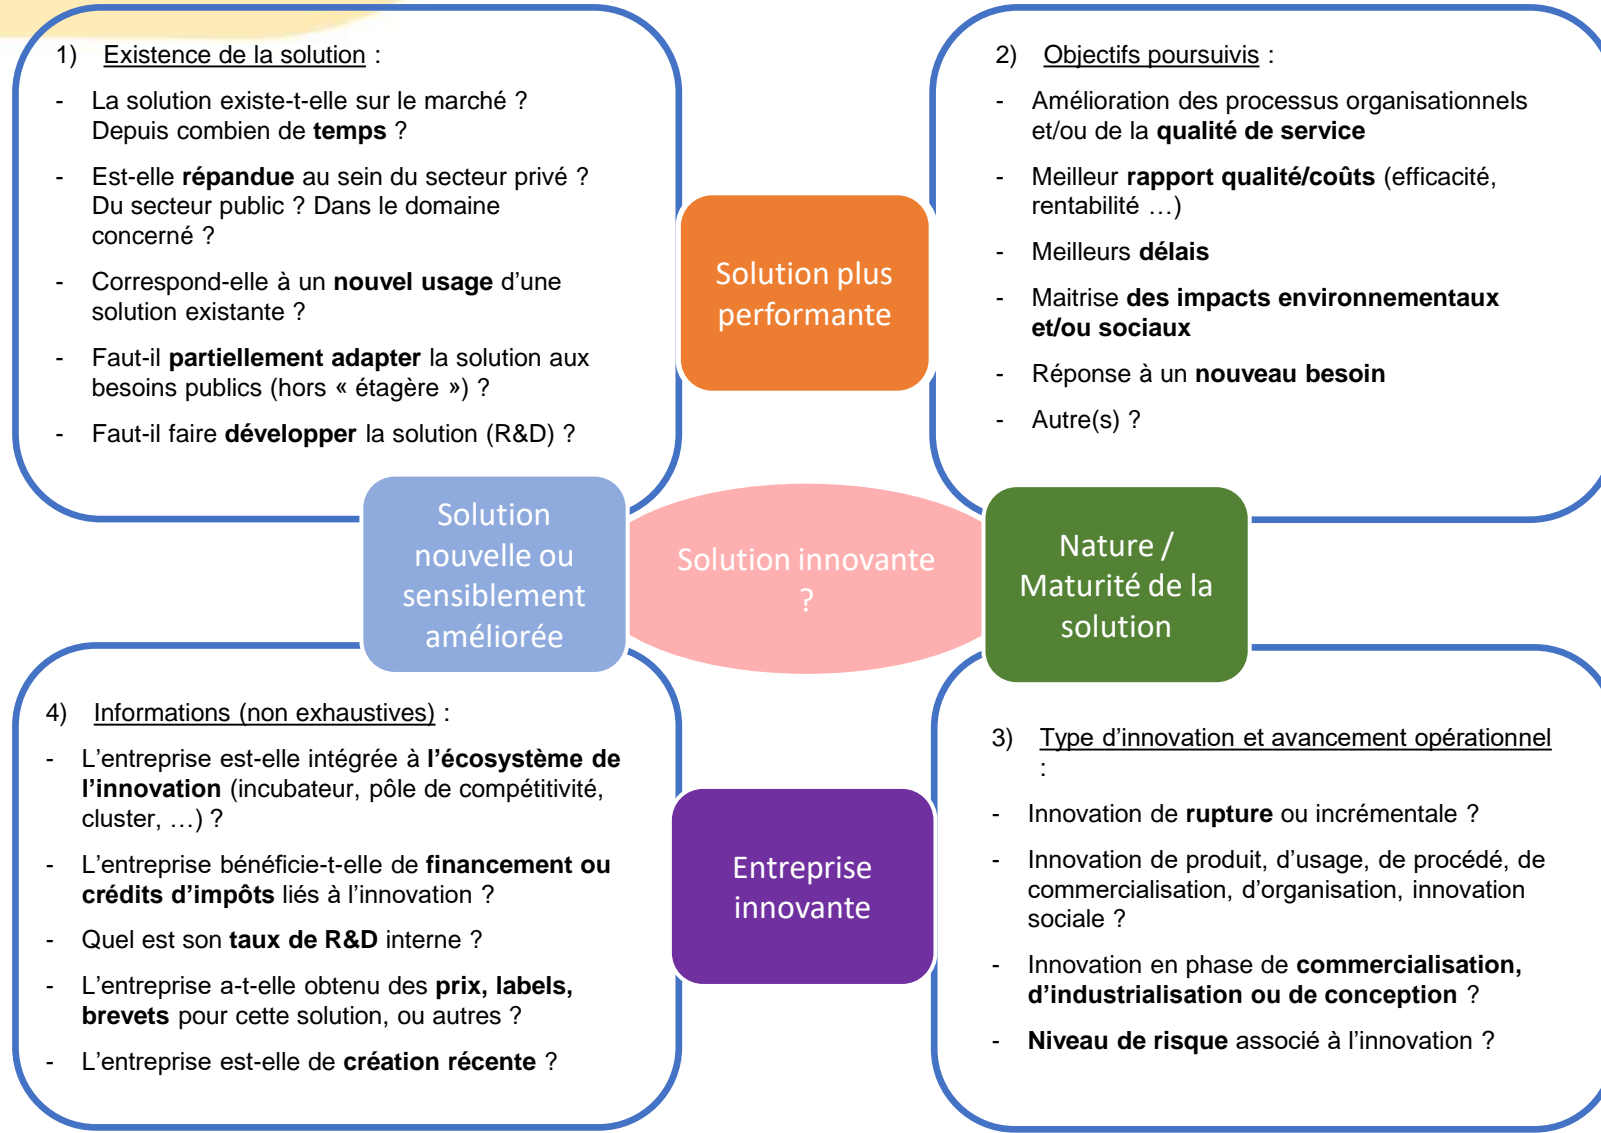 1) Existence de la solution :
- La solution existe-t-elle sur le marché ?
Depuis combien de temps ?
- Est-elle répandue au sein du secteur privé ?
Du secteur public ? Dans le domaine
concerné ?
- Correspond-elle à un nouvel usage d’une
solution existante ?
- Faut-il partiellement adapter la solution aux
besoins publics (hors « étagère ») ?
- Faut-il faire développer la solution (R&D) ?
2) Objectifs poursuivis :
- Amélioration des processus organisationnels
et/ou de la qualité de service
- Meilleur rapport qualité/coûts (efficacité,
rentabilité …)
- Meilleurs délais
- Maitrise des impacts environnementaux
et/ou sociaux
- Réponse à un nouveau besoin
- Autre(s) ?
Solution plus
performante
Solution
nouvelle ou
sensiblement
améliorée
Solution innovante
?
Nature /
Maturité de la
solution
4) Informations (non exhaustives) :
- L’entreprise est-elle intégrée à l’écosystème de
l’innovation (incubateur, pôle de compétitivité,
cluster, …) ?
- L’entreprise bénéficie-t-elle de financement ou
crédits d’impôts liés à l’innovation ?
- Quel est son taux de R&D interne ?
- L’entreprise a-t-elle obtenu des prix, labels,
brevets pour cette solution, ou autres ?
- L’entreprise est-elle de création récente ?
Entreprise
innovante
3) Type d’innovation et avancement opérationnel
:
- Innovation de rupture ou incrémentale ?
- Innovation de produit, d’usage, de procédé, de
commercialisation, d’organisation, innovation
sociale ?
- Innovation en phase de commercialisation,
d’industrialisation ou de conception ?
- Niveau de risque associé à l’innovation ?